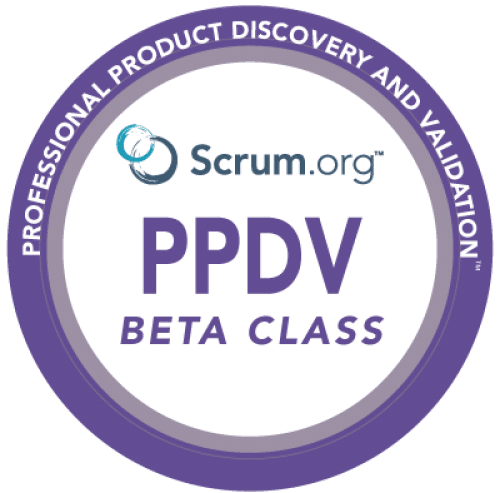 PROFESSIONAL PRODUCT DISCOVERY AND VALIDATION™
Scrum.org™
PPDV
BETA CLASS